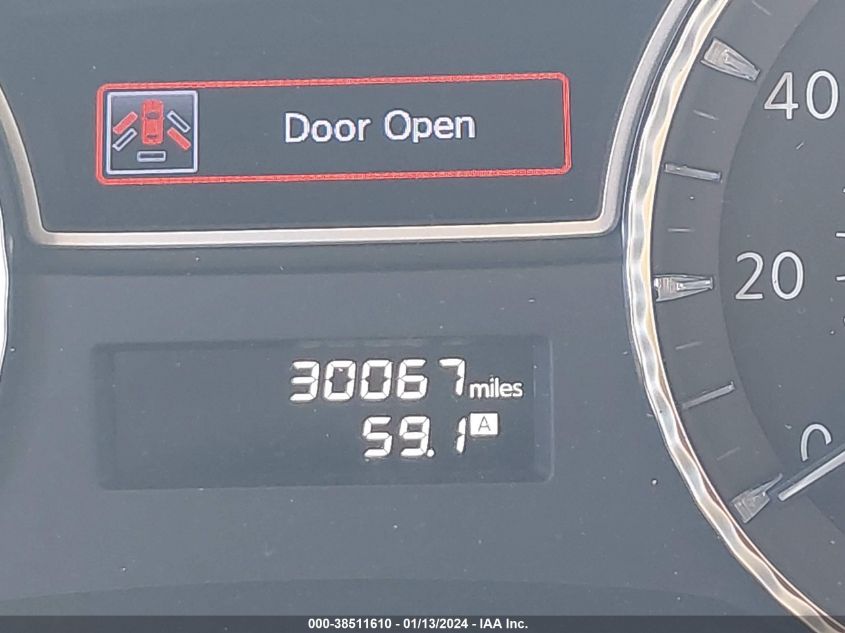 Door Open
40
20
0
30067 miles
59.1 A
000-38511610 - 01/13/2024 - IAA Inc.